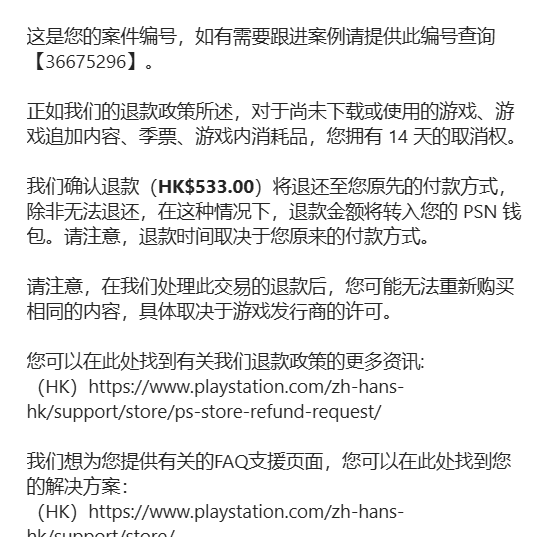 这是您的案件编号，如有需要跟进案例请提供此编号查询
【36675296】。
正如我们的退款政策所述，对于尚未下载或使用的游戏、游
戏追加内容、季票、游戏内消耗品，您拥有 14 天的取消权。
我们确认退款（HK$533.00）将退还至您原先的付款方式，
除非无法退还，在这种情况下，退款金额将转入您的 PSN 钱
包。请注意，退款时间取决于您原来的付款方式。
请注意，在我们处理此交易的退款后，您可能无法重新购买
相同的内容，具体取决于游戏发行商的许可。
您可以在此处找到有关我们退款政策的更多资讯:
（HK）https://www.playstation.com/zh-hans-
hk/support/store/ps-store-refund-request/
我们想为您提供有关的FAQ支援页面，您可以在此处找到您
的解决方案：
（HK）https://www.playstation.com/zh-hans-
hk/support/store/